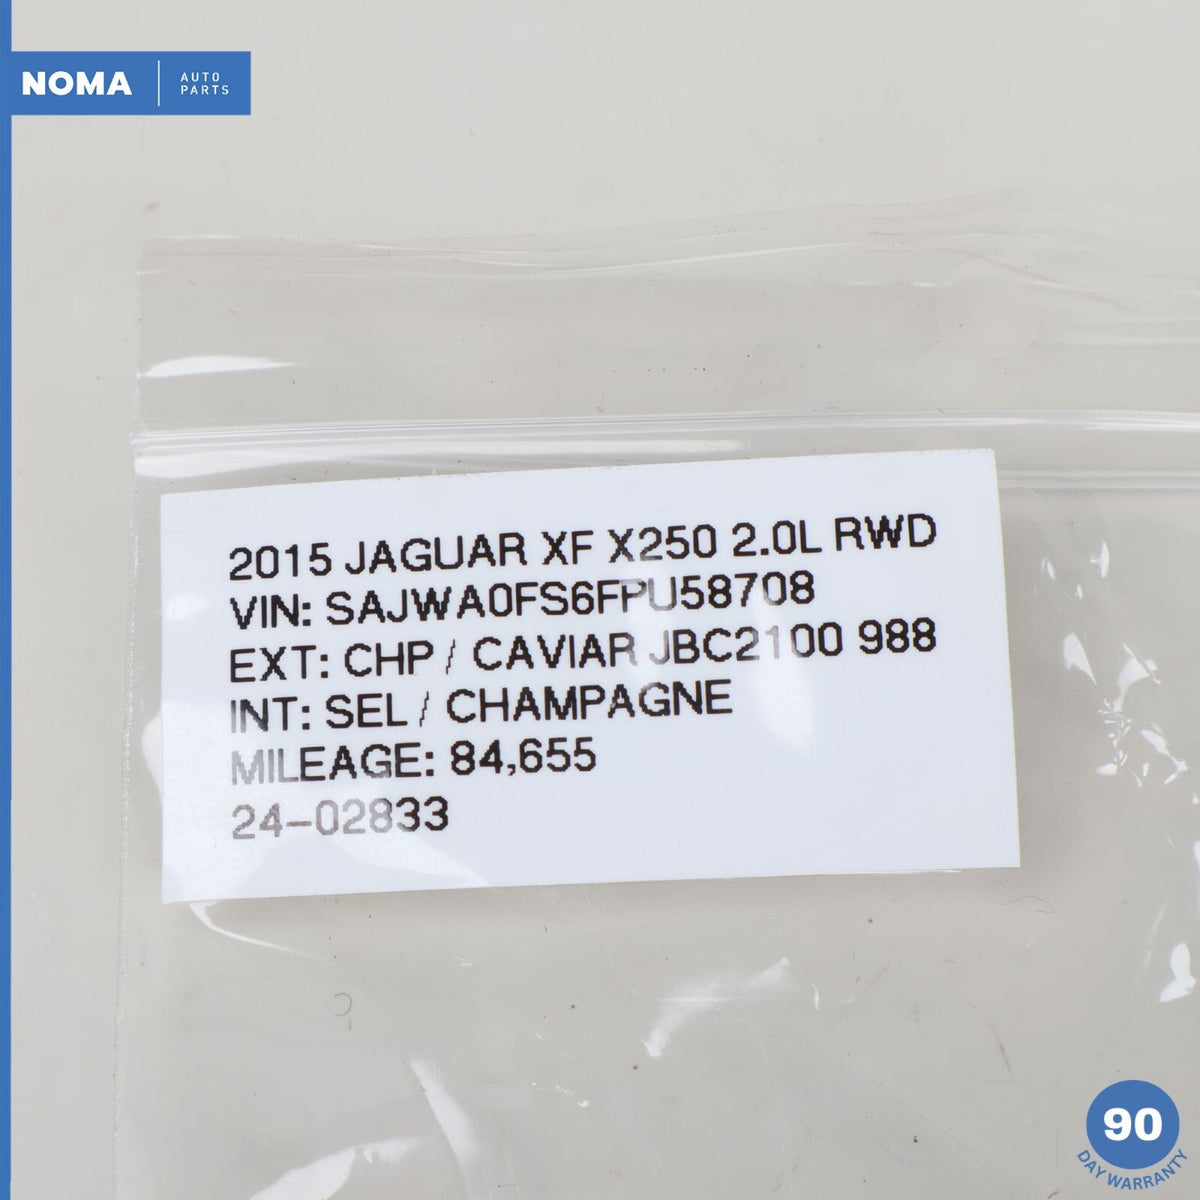 NOMA
AUTO
PARTS
2015 JAGUAR XF X250 2.0L RWD
VIN: SAJWA0FS6FPU58708
EXT: CHP / CAVIAR JBC2100 988
INT: SEL / CHAMPAGNE
MILEAGE: 84,655
24-02833
90
DAY WARRANTY